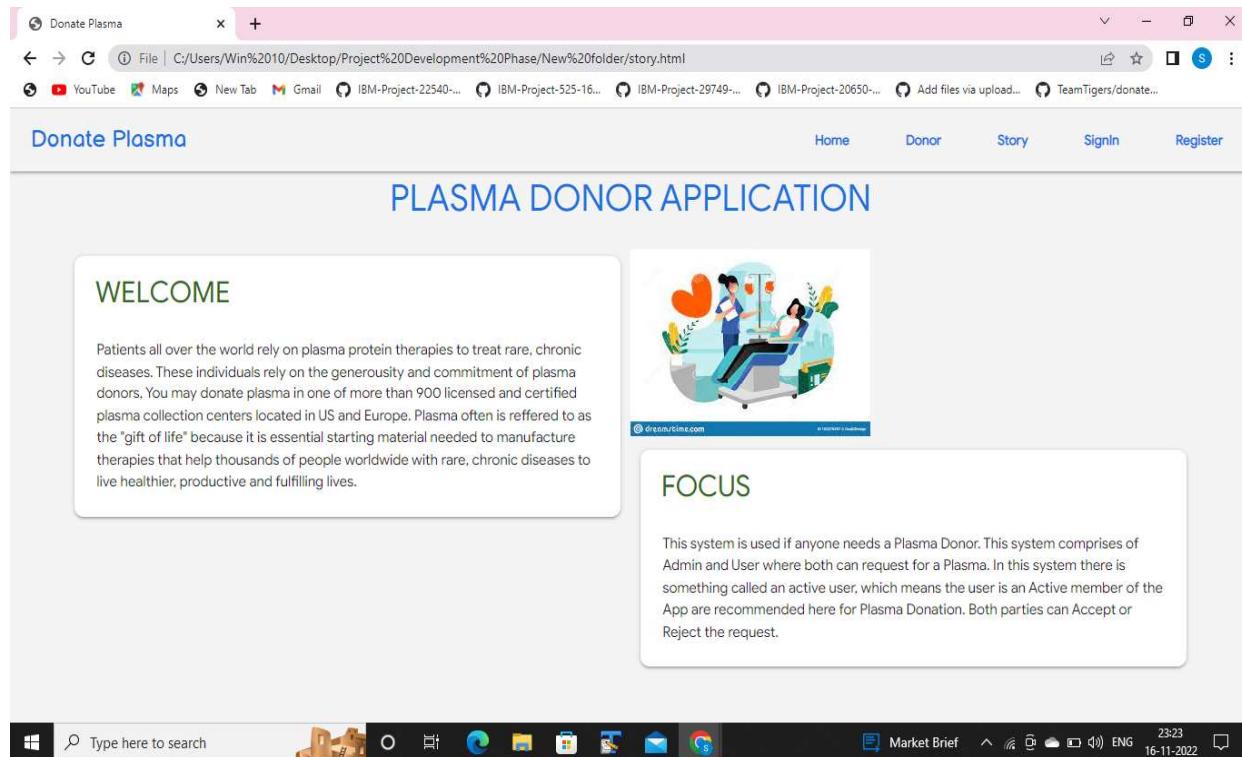 Donate Plasma
File | C:/Users/Win%2010/Desktop/Project%20Development%20Phase/New%20folder/story.html
YouTube Maps New Tab Gmail IBM-Project-22540-... IBM-Project-525-16... IBM-Project-29749-... IBM-Project-20650-... Add files via upload... TeamTigers/donate...
Donate Plasma Home Donor Story SignIn Register
PLASMA DONOR APPLICATION
WELCOME
Patients all over the world rely on plasma protein therapies to treat rare, chronic
diseases. These individuals rely on the generousity and commitment of plasma
donors, You may donate plasma in one of more than 900 licensed and certified
plasma collection centers located in US and Europe. Plasma often is reffered to as
the "gift of life" because it is essential starting material needed to manufacture
therapies that help thousands of people worldwide with rare, chronic diseases to
live healthier, productive and fulfilling lives.
dreamstime.com
FOCUS
This system is used if anyone needs a Plasma Donor. This system comprises of
Admin and User where both can request for a Plasma. In this system there is
something called an active user, which means the user is an Active member of the
App are recommended here for Plasma Donation. Both parties can Accept or
Reject the request.
Type here to search Market Brief ENG 23:23
16-11-2022